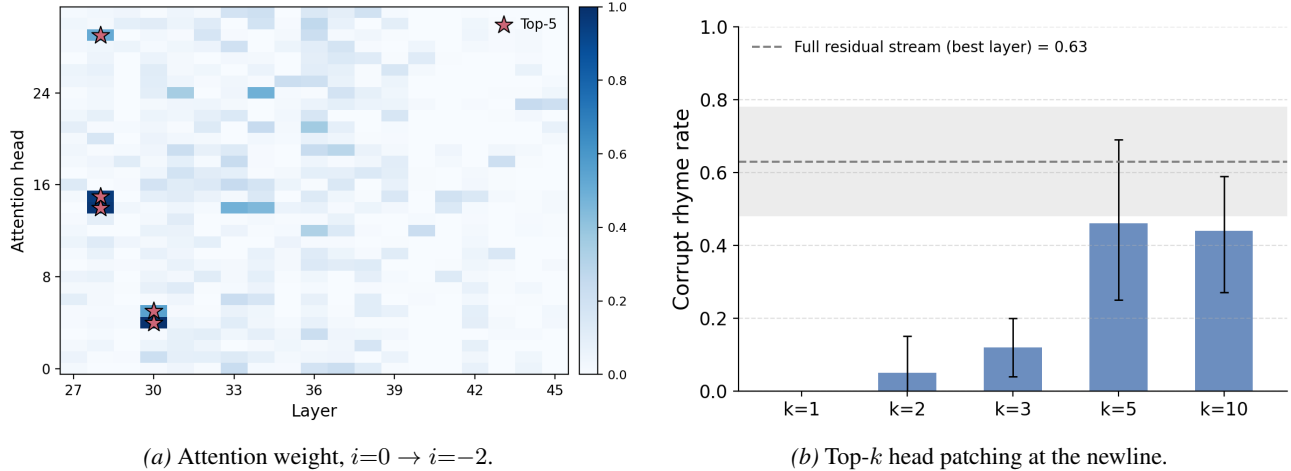 Top-5
1.0
0.8
0.6
0.4
0.2
0.0
24
16
8
0
Attention head
27
30
33
36
39
42
45
Layer
(a) Attention weight, i=0 → i=−2.
Full residual stream (best layer) = 0.63
1.0
0.8
0.6
0.4
0.2
0.0
Corrupt rhyme rate
k=1
k=2
k=3
k=5
k=10
(b) Top-k head patching at the newline.